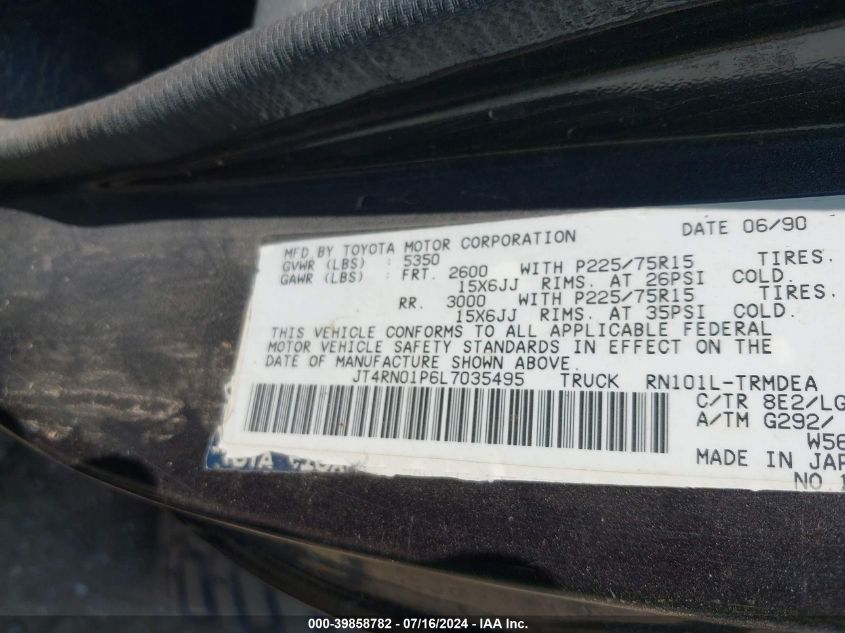 DATE 06/90
MFD BY TOYOTA MOTOR CORPORATION
GVWR (LBS) : 5350
GAWR (LBS) : FRT. 2600 WITH P225/75R15 TIRES.
15X6JJ RIMS. AT 26PSI COLD.
RR. 3000 WITH P225/75R15 TIRES.
15X6JJ RIMS. AT 35PSI COLD.
THIS VEHICLE CONFORMS TO ALL APPLICABLE FEDERAL
MOTOR VEHICLE SAFETY STANDARDS IN EFFECT ON THE
DATE OF MANUFACTURE SHOWN ABOVE.
JT4RN01P6L7035495 TRUCK RN101L-TRMDEA
C/TR 8E2/LG
A/TM G292/
W56
MADE IN JAP
NO 1
000-39858782 - 07/16/2024 - IAA Inc.